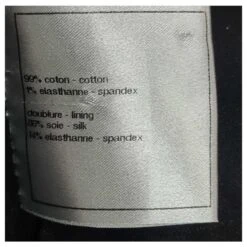 99% coton - cotton
1% elasthanne - spandex
doublure - lining
soie - silk
elasthanne - spandex